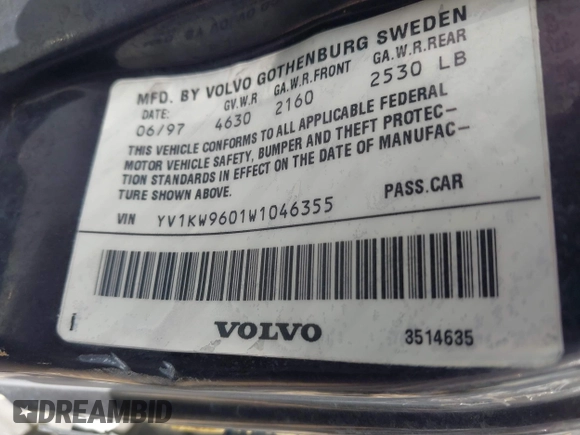 MFD. BY VOLVO GOTHENBURG SWEDEN
DATE: GV.W.R GA.W.R.FRONT GA.W.R.REAR
06/97 4630 2160 2530 LB
THIS VEHICLE CONFORMS TO ALL APPLICABLE FEDERAL
MOTOR VEHICLE SAFETY, BUMPER AND THEFT PROTEC-
TION STANDARDS IN EFFECT ON THE DATE OF MANUFAC-
TURE SHOWN ABOVE.
PASS.CAR
VIN YV1KW9601W1046355
VOLVO 3514635
DREAMBID